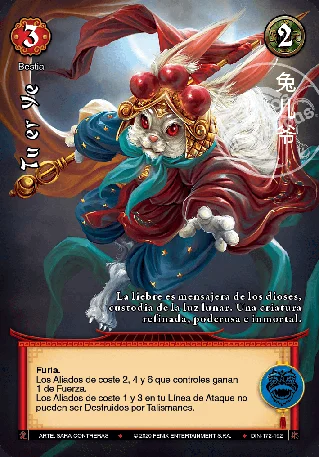 3
2
Bestia
Tu er Ye
兔儿爷
La liebre es mensajera de los dioses,
custodia de la luz lunar. Una criatura
refinada, poderosa e inmortal.
Furia.
Los Aliados de coste 2, 4 y 6 que controles ganan
1 de Fuerza.
Los Aliados de coste 1 y 3 en tu Línea de Ataque no
pueden ser Destruidos por Talismanes.
ARTE: SARA CONTRERAS
©2020 FENIX ENTERTAINMENT S.P.A.